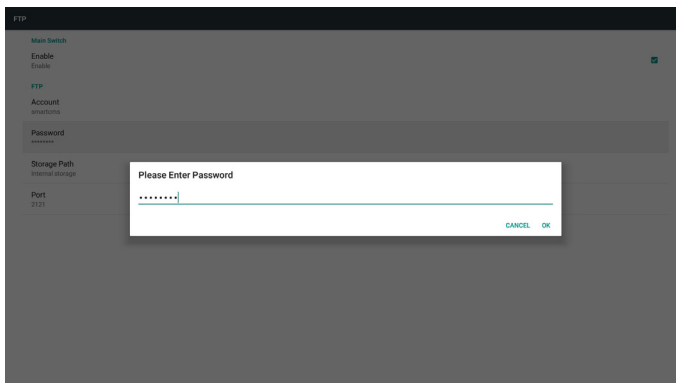 FTP
Main Switch
Enable
Enable
FTP
Account
smartsms
Password
********
Storage Path
Internal storage
Port
2121
Please Enter Password
••••••••
CANCEL OK